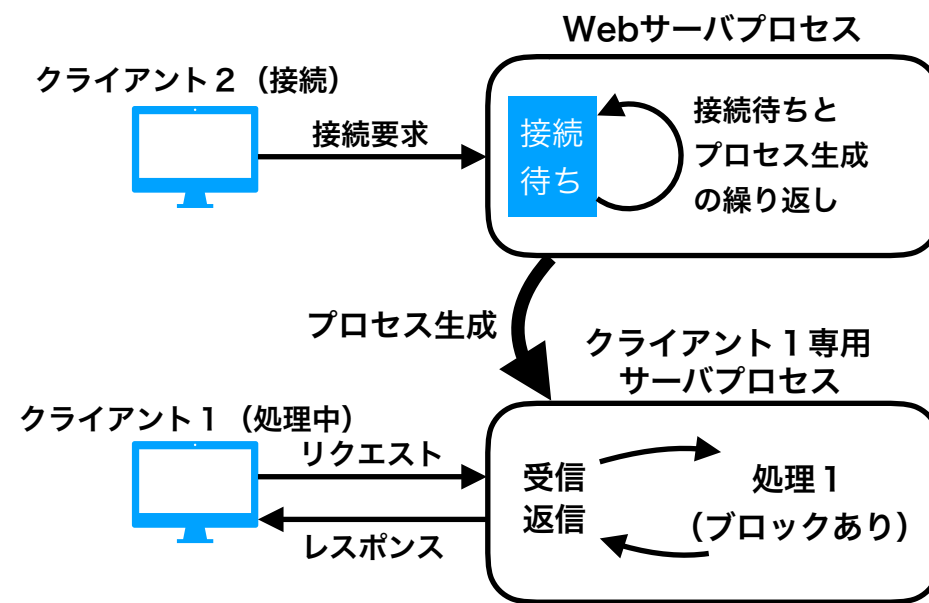 Webサーバプロセス
クライアント２（接続）
接続要求
接続
待ち
接続待ちと
プロセス生成
の繰り返し
プロセス生成
クライアント１専用
サーバプロセス
クライアント１（処理中）
リクエスト
レスポンス
受信
返信
処理１
（ブロックあり）